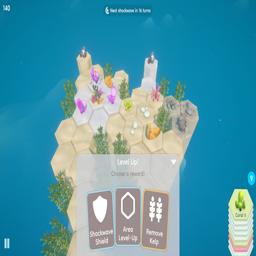 140
Next shockwave in 16 turns
Level Up!
Choose a reward!
Shockwave
Shield
Area
Level-Up
Remove
Kelp